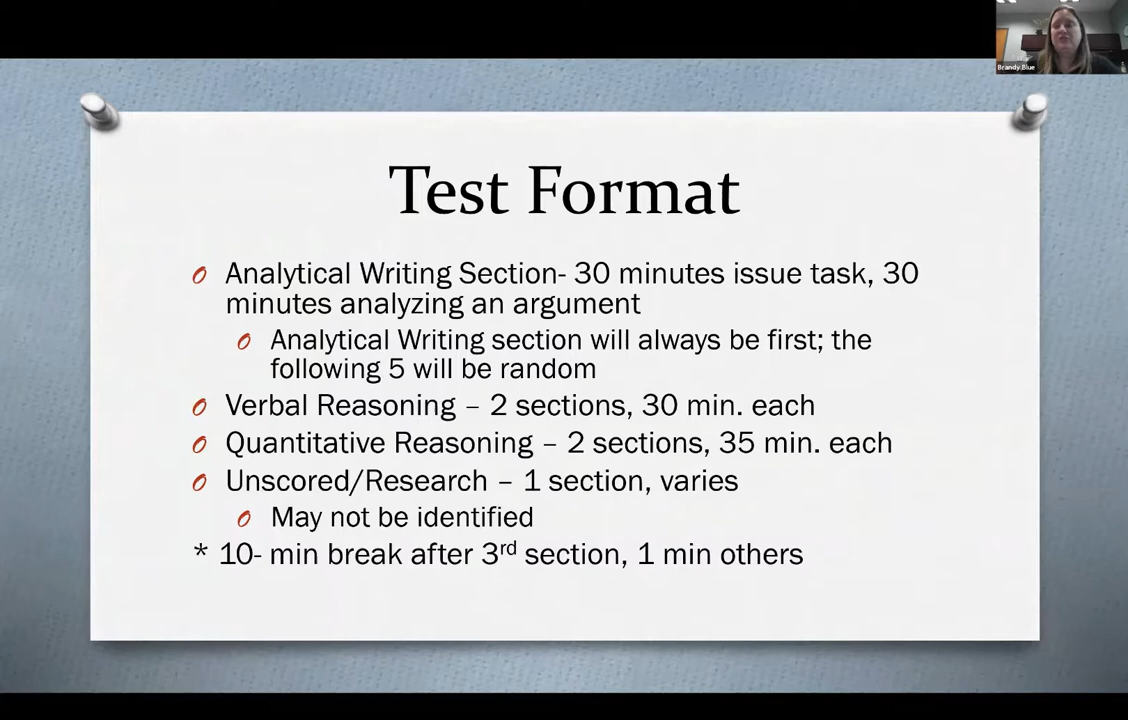 Brandy Blue
Test Format
Analytical Writing Section- 30 minutes issue task, 30
minutes analyzing an argument
Analytical Writing section will always be first; the
following 5 will be random
Verbal Reasoning – 2 sections, 30 min. each
Quantitative Reasoning – 2 sections, 35 min. each
Unscored/Research – 1 section, varies
May not be identified
* 10- min break after 3rd section, 1 min others